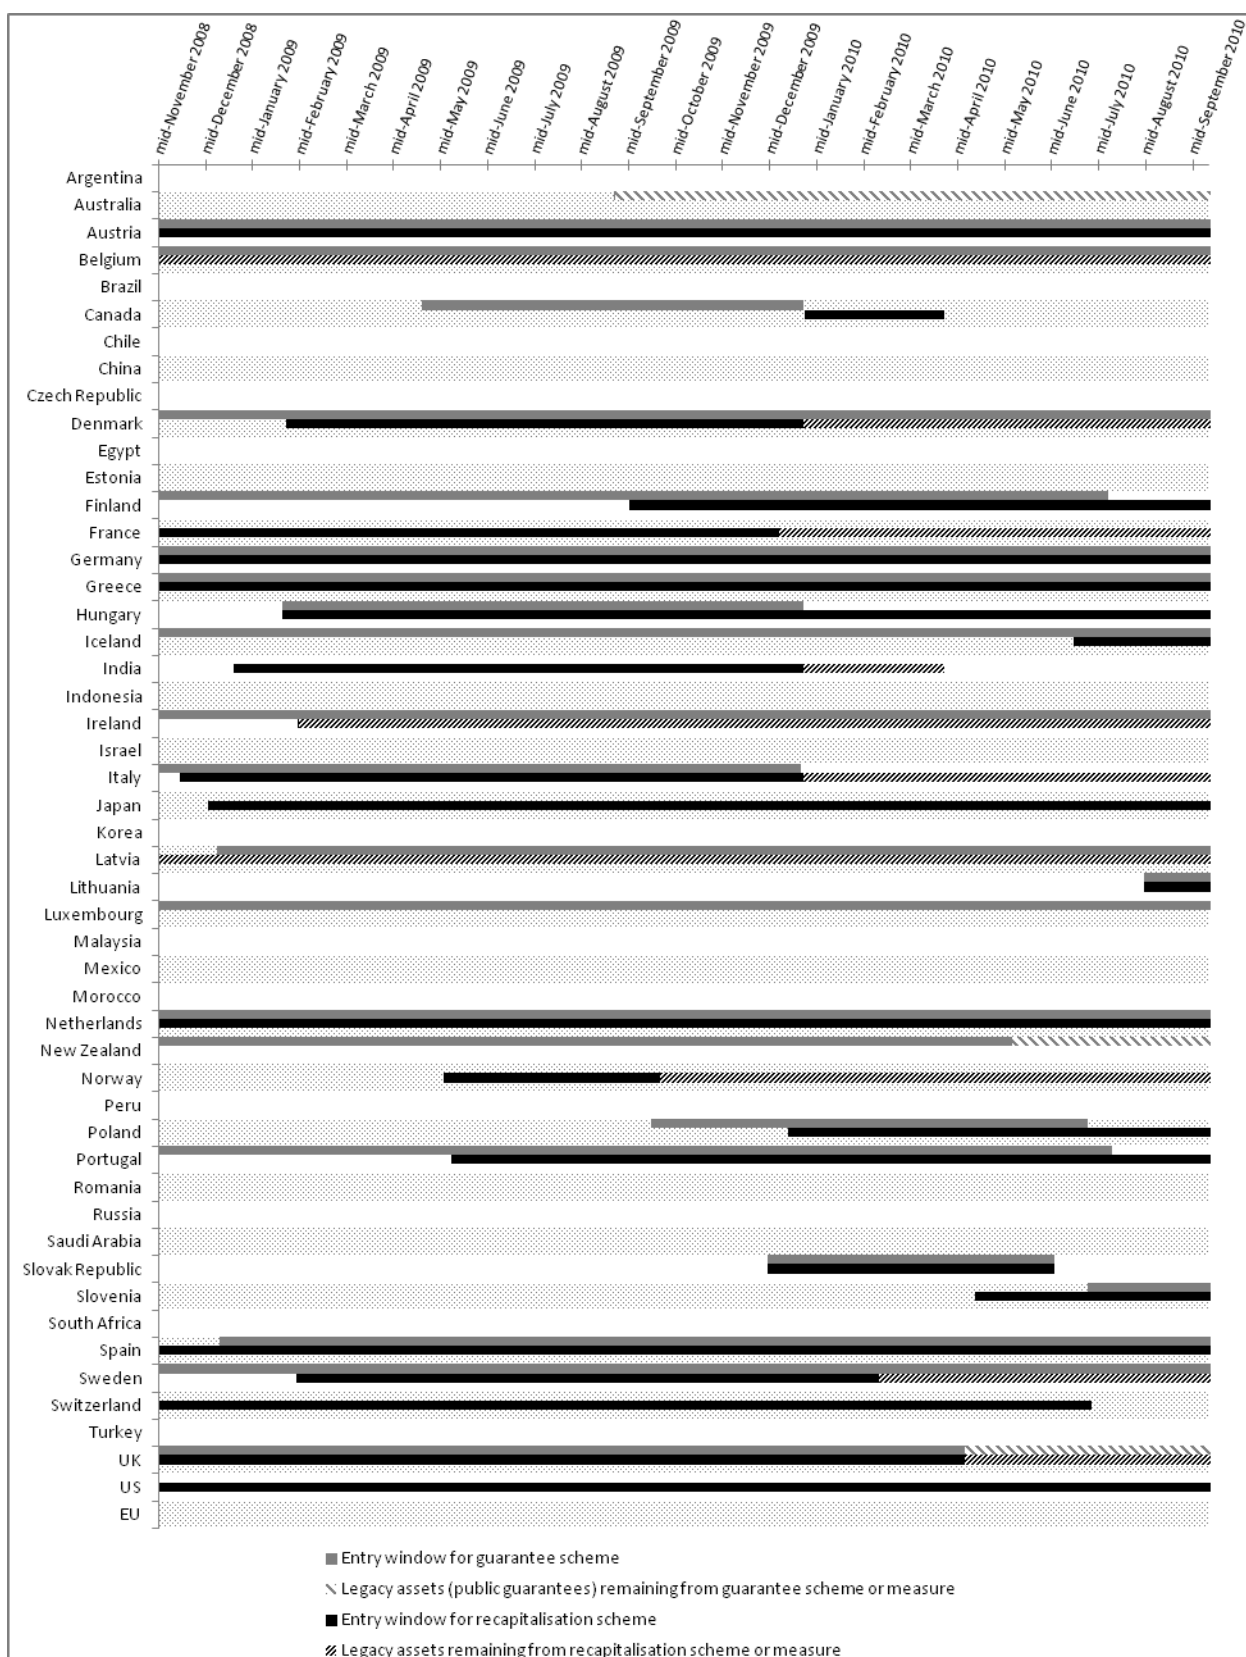 mid-November 2008
mid-December 2008
mid-January 2009
mid-February 2009
mid-March 2009
mid-April 2009
mid-May 2009
mid-June 2009
mid-July 2009
mid-August 2009
mid-September 2009
mid-October 2009
mid-November 2009
mid-December 2009
mid-January 2010
mid-February 2010
mid-March 2010
mid-April 2010
mid-May 2010
mid-June 2010
mid-July 2010
mid-August 2010
mid-September 2010
Argentina
Australia
Austria
Belgium
Brazil
Canada
Chile
China
Czech Republic
Denmark
Egypt
Estonia
Finland
France
Germany
Greece
Hungary
Iceland
India
Indonesia
Ireland
Israel
Italy
Japan
Korea
Latvia
Lithuania
Luxembourg
Malaysia
Mexico
Morocco
Netherlands
New Zealand
Norway
Peru
Poland
Portugal
Romania
Russia
Saudi Arabia
Slovak Republic
Slovenia
South Africa
Spain
Sweden
Switzerland
Turkey
UK
US
EU
Entry window for guarantee scheme
Legacy assets (public guarantees) remaining from guarantee scheme or measure
Entry window for recapitalisation scheme
Legacy assets remaining from recapitalisation scheme or measure